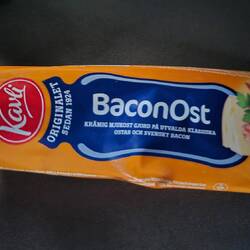 Kavli
ORIGINALET
SEDAN 1924
BACONOST
KRÄMIG MJUKOST GJORD PÅ UTVALDA KLASSISKA
OSTAR OCH SVENSKT BACON